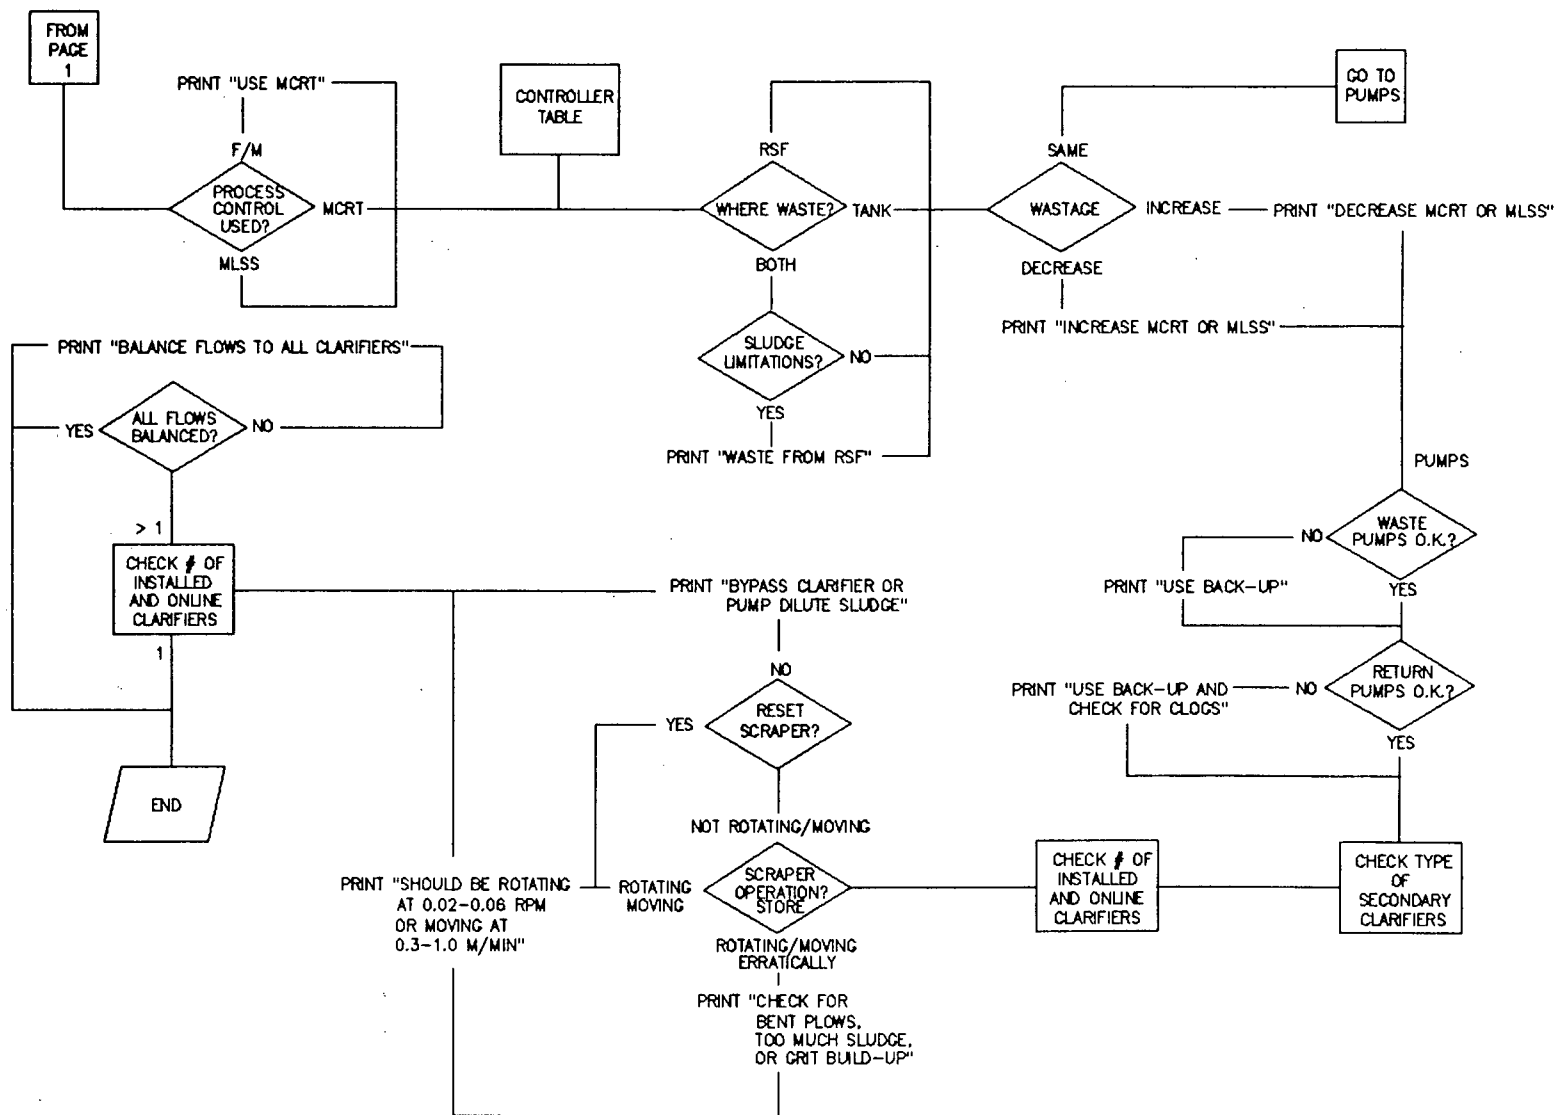 FROM
PAGE
1
PRINT "USE MCRT"
F/M
PROCESS
CONTROL
USED?
MCRT
MLSS
CONTROLLER
TABLE
RSF
WHERE WASTE?
TANK
BOTH
SLUDGE
LIMITATIONS?
NO
YES
PRINT "WASTE FROM RSF"
GO TO
PUMPS
SAME
WASTAGE
INCREASE
PRINT "DECREASE MCRT OR MLSS"
DECREASE
PRINT "INCREASE MCRT OR MLSS"
PUMPS
WASTE
PUMPS O.K.?
NO
YES
PRINT "USE BACK-UP"
RETURN
PUMPS O.K.?
NO
PRINT "USE BACK-UP AND
CHECK FOR CLOGS"
YES
CHECK TYPE
OF
SECONDARY
CLARIFIERS
CHECK # OF
INSTALLED
AND ONLINE
CLARIFIERS
SCRAPER
OPERATION?
STORE
NOT ROTATING/MOVING
RESET
SCRAPER?
YES
NO
PRINT "BYPASS CLARIFIER OR
PUMP DILUTE SLUDGE"
ROTATING
MOVING
PRINT "SHOULD BE ROTATING
AT 0.02-0.06 RPM
OR MOVING AT
0.3-1.0 M/MIN"
ROTATING/MOVING
ERRATICALLY
PRINT "CHECK FOR
BENT PLOWS,
TOO MUCH SLUDGE,
OR GRIT BUILD-UP"
PRINT "BALANCE FLOWS TO ALL CLARIFIERS"
ALL FLOWS
BALANCED?
YES
NO
> 1
CHECK # OF
INSTALLED
AND ONLINE
CLARIFIERS
1
END